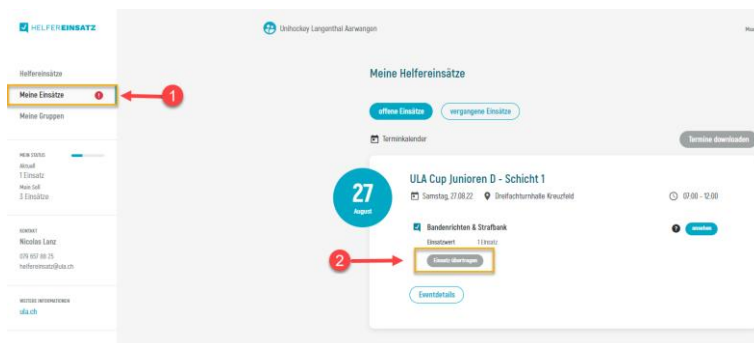 HELFEREINSATZ
Unihockey Langenthal Aarwangen
Helfereinsätze
Meine Einsätze
1
Meine Gruppen
MEIN STATUS
Aktuell
1 Einsatz
Mein Soll
3 Einsätze
KONTAKT
Nicolas Lanz
079 657 88 25
helfereinsatz@ula.ch
WEITERE INFORMATIONEN
ula.ch
Meine Helfereinsätze
offene Einsätze
vergangene Einsätze
Terminkalender
Termine downloaden
27
August
ULA Cup Junioren D - Schicht 1
Samstag, 27.08.22
Dreifachturnhalle Kreuzfeld
07:00 - 12:00
Bandenrichten & Strafbank
?
ansehen
Einsatzwert
1 Einsatz
2
Einsatz übertragen
Eventdetails